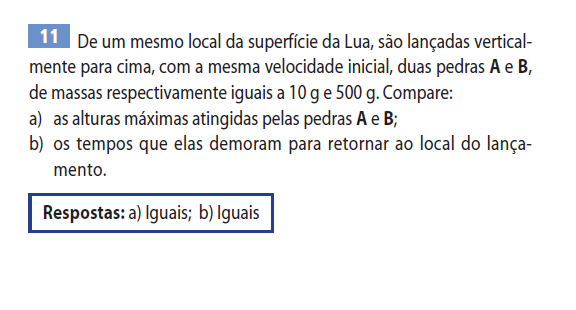 11 De um mesmo local da superfície da Lua, são lançadas vertical-
mente para cima, com a mesma velocidade inicial, duas pedras A e B,
de massas respectivamente iguais a 10 g e 500 g. Compare:
a) as alturas máximas atingidas pelas pedras A e B;
b) os tempos que elas demoram para retornar ao local do lança-
mento.
Respostas: a) Iguais; b) Iguais